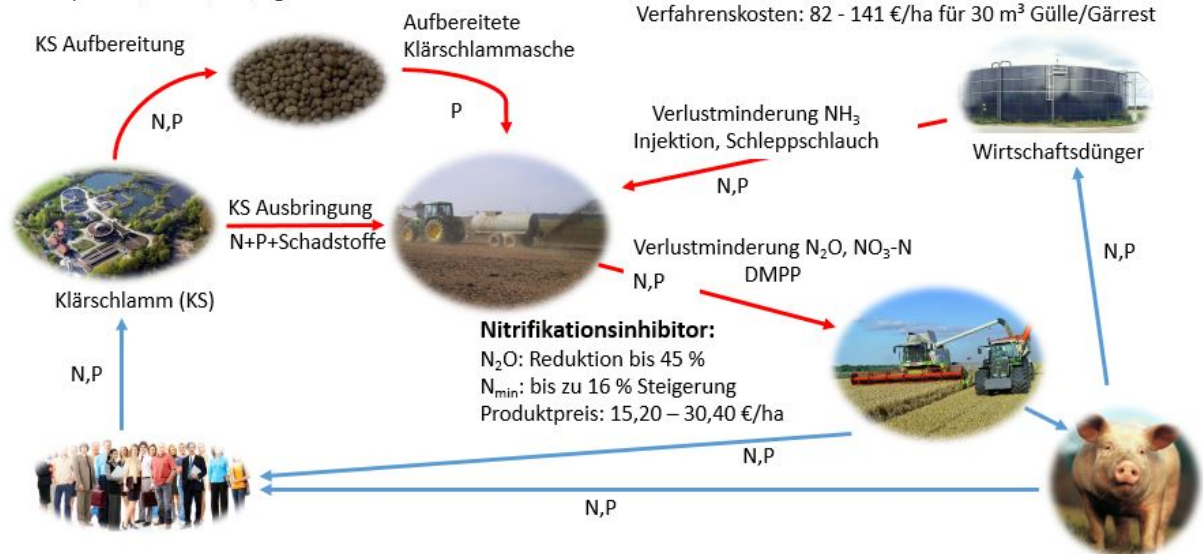 Verfahrenskosten: 82 - 141 €/ha für 30 m³ Gülle/Gärrest
KS Aufbereitung
Aufbereitete
Klärschlammasche
N,P
P
Verlustminderung NH₃
Injektion, Schleppschlauch
Wirtschaftsdünger
N,P
KS Ausbringung
N+P+Schadstoffe
Verlustminderung N₂O, NO₃-N
DMPP
N,P
N,P
Klärschlamm (KS)
Nitrifikationsinhibitor:
N₂O: Reduktion bis 45 %
Nₘᵢₙ: bis zu 16 % Steigerung
Produktpreis: 15,20 – 30,40 €/ha
N,P
N,P
N,P